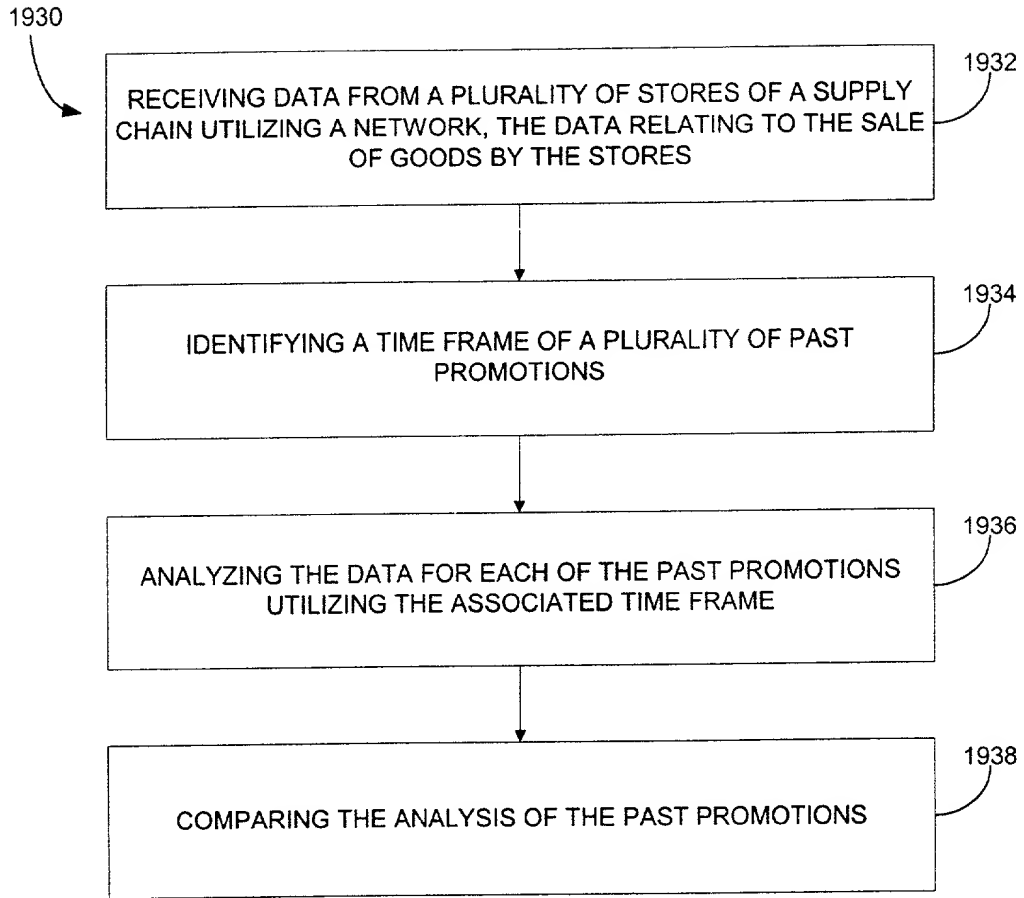 1930
1932
RECEIVING DATA FROM A PLURALITY OF STORES OF A SUPPLY
CHAIN UTILIZING A NETWORK, THE DATA RELATING TO THE SALE
OF GOODS BY THE STORES
1934
IDENTIFYING A TIME FRAME OF A PLURALITY OF PAST
PROMOTIONS
1936
ANALYZING THE DATA FOR EACH OF THE PAST PROMOTIONS
UTILIZING THE ASSOCIATED TIME FRAME
1938
COMPARING THE ANALYSIS OF THE PAST PROMOTIONS